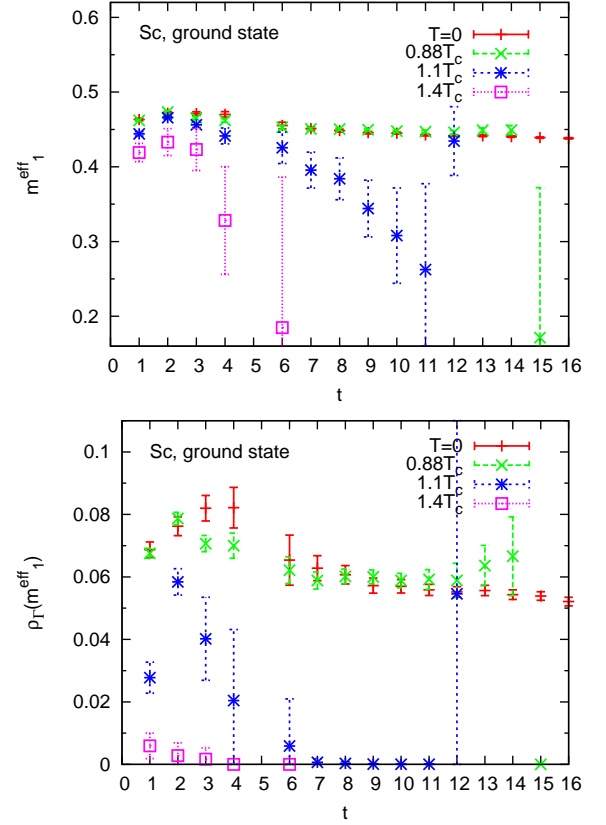 Sc, ground state
T=0
0.88T_c
1.1T_c
1.4T_c
m^eff_1
0.6
0.5
0.4
0.3
0.2
0 1 2 3 4 5 6 7 8 9 10 11 12 13 14 15 16
t
Sc, ground state
T=0
0.88T_c
1.1T_c
1.4T_c
ρ_Γ(m^eff_1)
0.1
0.08
0.06
0.04
0.02
0
0 1 2 3 4 5 6 7 8 9 10 11 12 13 14 15 16
t